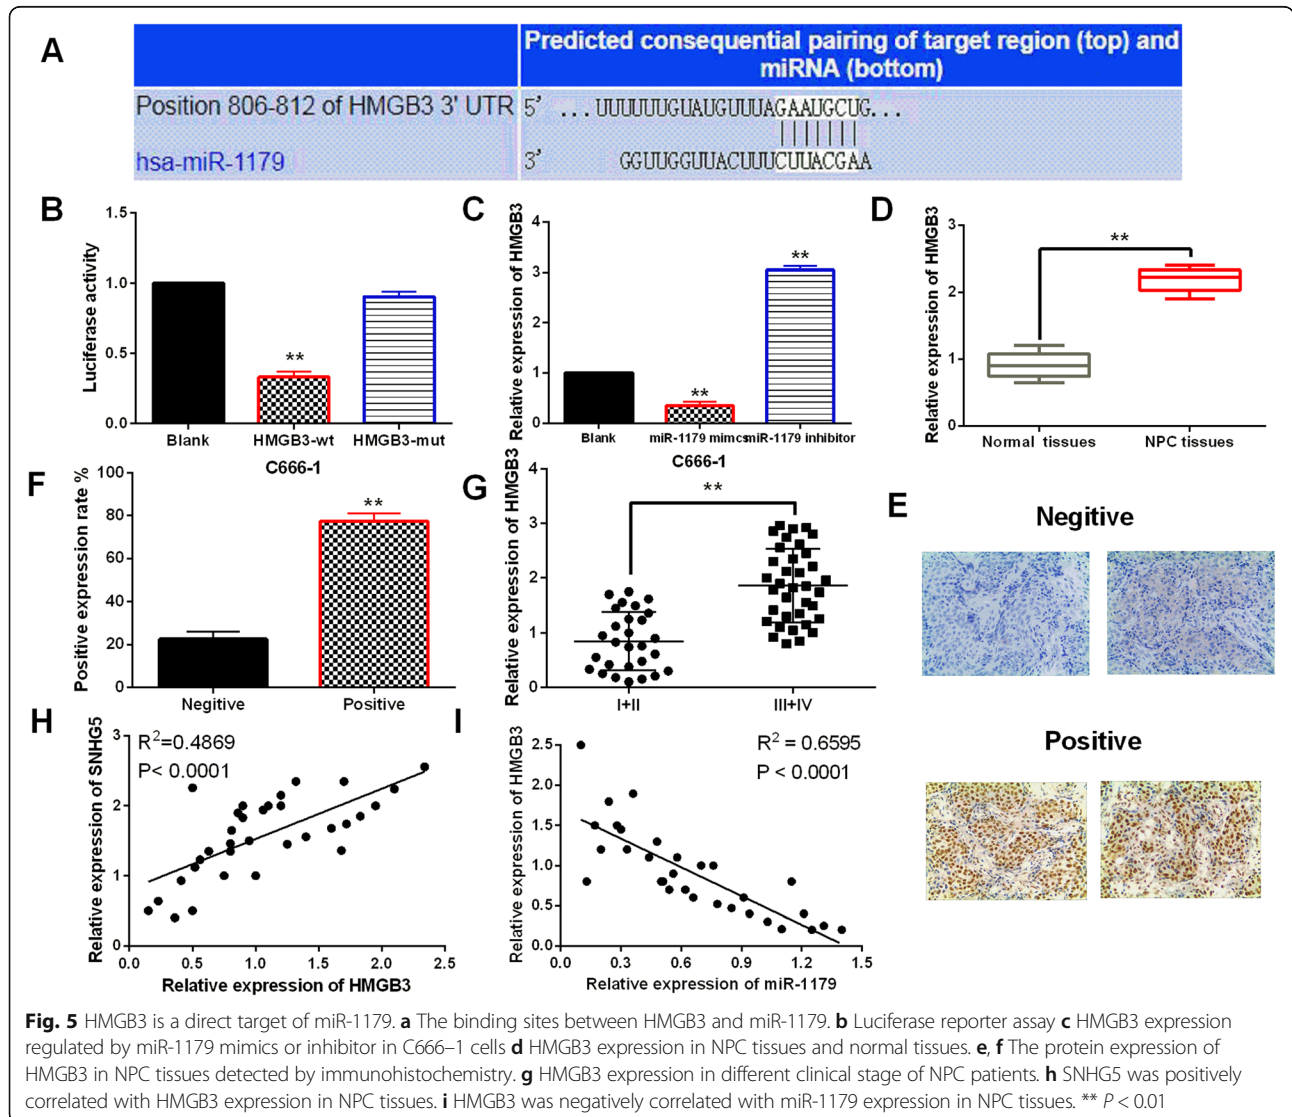 A
Predicted consequential pairing of target region (top) and
miRNA (bottom)
Position 806-812 of HMGB3 3' UTR 5' ...UUUUUUGUAUGUUUAGAAUGCUG...
hsa-miR-1179 3' GGUUGGUUACUUUCUUACGAA
B
Luciferase activity
1.5
1.0
0.5
0.0
**
Blank HMGB3-wt HMGB3-mut
C666-1
C
Relative expression of HMGB3
4
3
2
1
0
**
**
Blank miR-1179 mimcs miR-1179 inhibitor
C666-1
D
Relative expression of HMGB3
3
2
1
0
**
Normal tissues NPC tissues
F
Positive expression rate %
100
80
60
40
20
0
**
Negitive Positive
G
Relative expression of HMGB3
4
3
2
1
0
**
I+II III+IV
E
Negitive
Positive
H
Relative expression of SNHG5
3
2
1
0
R²=0.4869
P< 0.0001
0.0 0.5 1.0 1.5 2.0 2.5
Relative expression of HMGB3
I
Relative expression of HMGB3
2.5
2.0
1.5
1.0
0.5
0.0
R² = 0.6595
P < 0.0001
0.0 0.3 0.6 0.9 1.2 1.5
Relative expression of miR-1179
Fig. 5 HMGB3 is a direct target of miR-1179. a The binding sites between HMGB3 and miR-1179. b Luciferase reporter assay c HMGB3 expression
regulated by miR-1179 mimics or inhibitor in C666–1 cells d HMGB3 expression in NPC tissues and normal tissues. e, f The protein expression of
HMGB3 in NPC tissues detected by immunohistochemistry. g HMGB3 expression in different clinical stage of NPC patients. h SNHG5 was positively
correlated with HMGB3 expression in NPC tissues. i HMGB3 was negatively correlated with miR-1179 expression in NPC tissues. ** P < 0.01